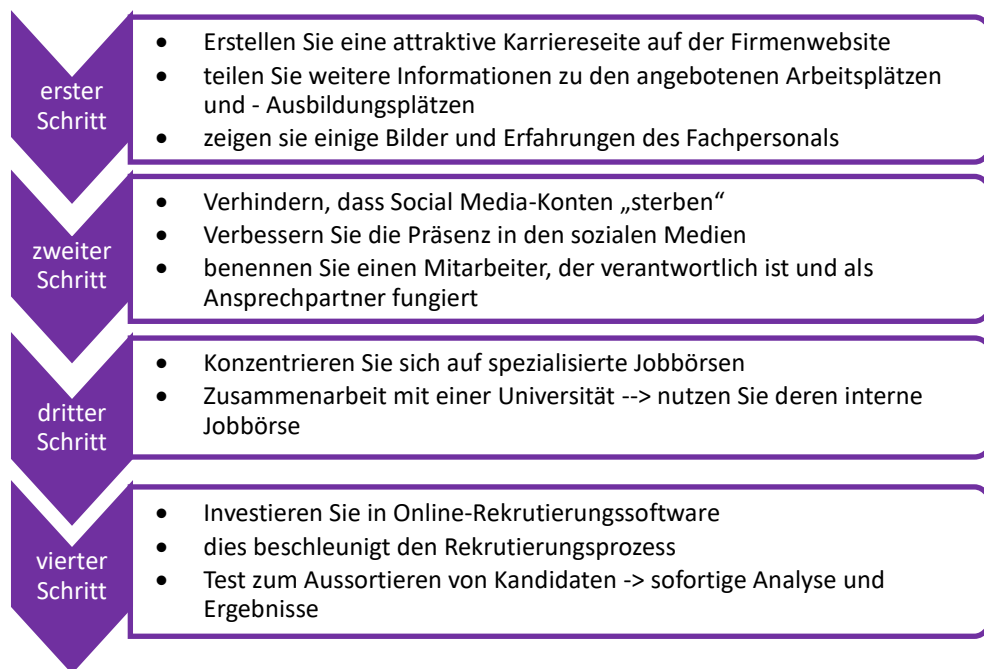 erster
Schritt
• Erstellen Sie eine attraktive Karriereseite auf der Firmenwebsite
• teilen Sie weitere Informationen zu den angebotenen Arbeitsplätzen
und - Ausbildungsplätzen
• zeigen sie einige Bilder und Erfahrungen des Fachpersonals
zweiter
Schritt
• Verhindern, dass Social Media-Konten „sterben“
• Verbessern Sie die Präsenz in den sozialen Medien
• benennen Sie einen Mitarbeiter, der verantwortlich ist und als
Ansprechpartner fungiert
dritter
Schritt
• Konzentrieren Sie sich auf spezialisierte Jobbörsen
• Zusammenarbeit mit einer Universität --> nutzen Sie deren interne
Jobbörse
vierter
Schritt
• Investieren Sie in Online-Rekrutierungssoftware
• dies beschleunigt den Rekrutierungsprozess
• Test zum Aussortieren von Kandidaten -> sofortige Analyse und
Ergebnisse